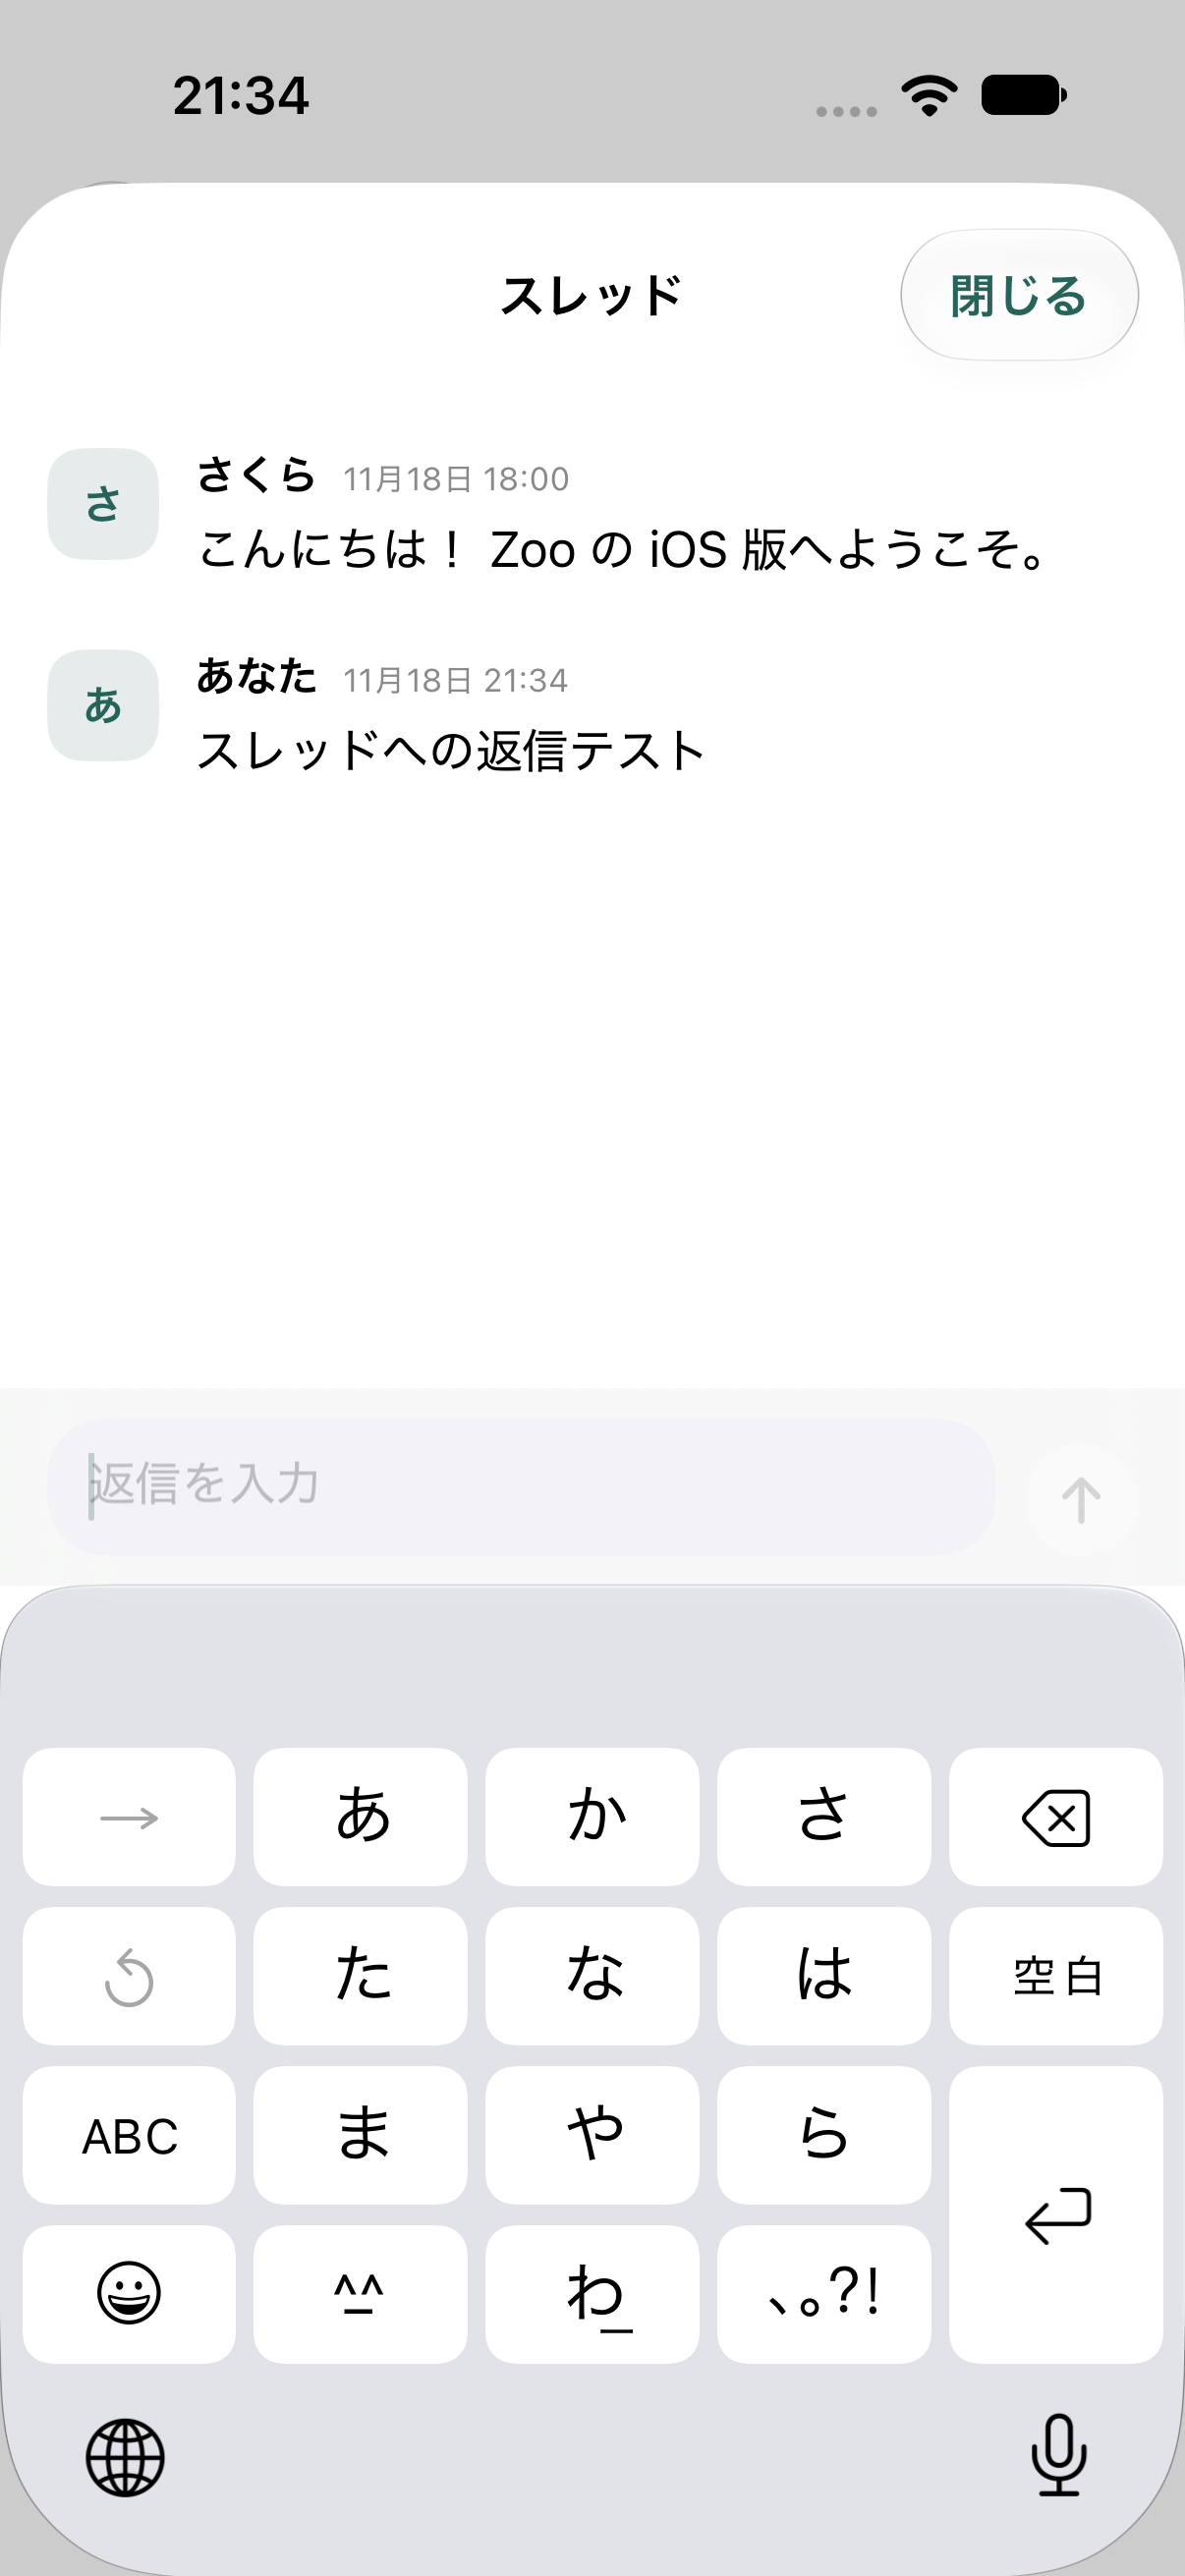 21:34
スレッド
閉じる
さ
さくら 11月18日 18:00
こんにちは！ Zoo の iOS 版へようこそ。
あ
あなた 11月18日 21:34
スレッドへの返信テスト
返信を入力
→ あ か さ
た な は 空白
ABC ま や ら
^_^ わ_ 、。?!